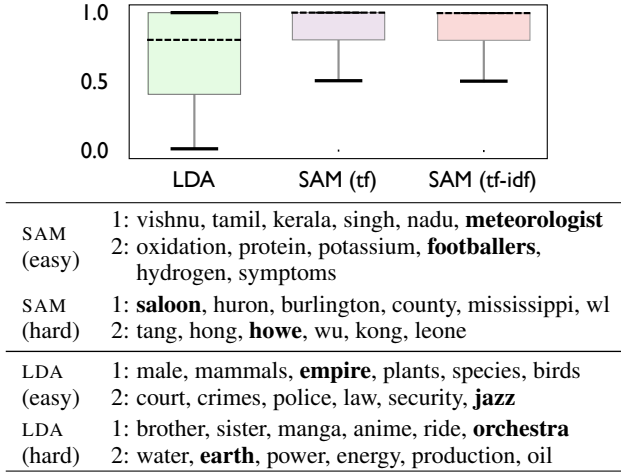 1.0
0.5
0.0
LDA SAM (tf) SAM (tf-idf)
SAM (easy) 1: vishnu, tamil, kerala, singh, nadu, meteorologist
2: oxidation, protein, potassium, footballers,
hydrogen, symptoms
SAM (hard) 1: saloon, huron, burlington, county, mississippi, wl
2: tang, hong, howe, wu, kong, leone
LDA (easy) 1: male, mammals, empire, plants, species, birds
2: court, crimes, police, law, security, jazz
LDA (hard) 1: brother, sister, manga, anime, ride, orchestra
2: water, earth, power, energy, production, oil